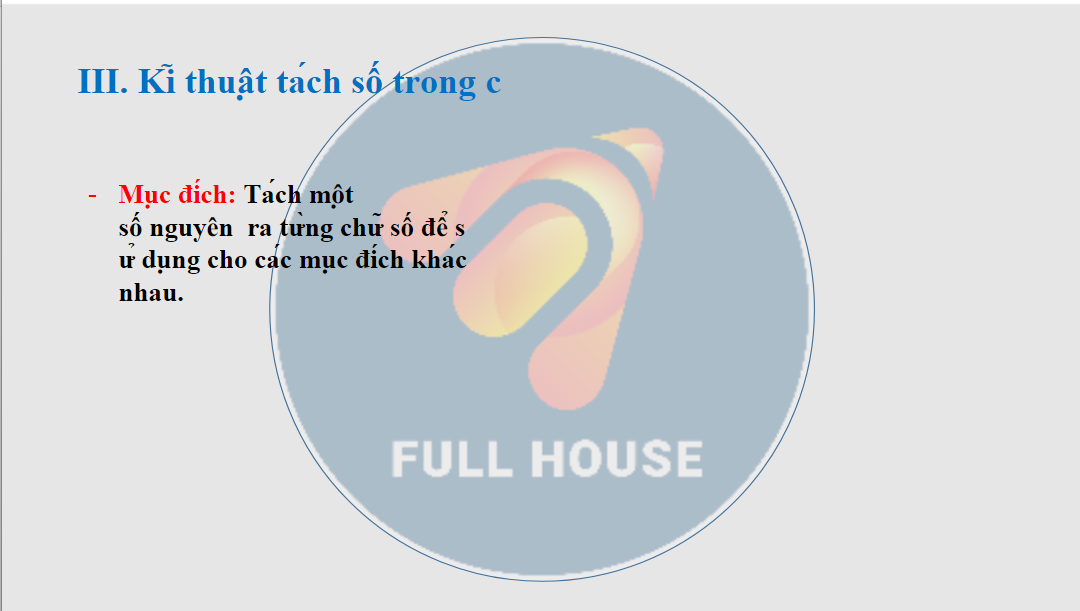 III. Kĩ thuật tách số trong c
- Mục đích: Tách một
số nguyên  ra từng chữ số để s
ử dụng cho các mục đích khác
nhau.
FULL HOUSE